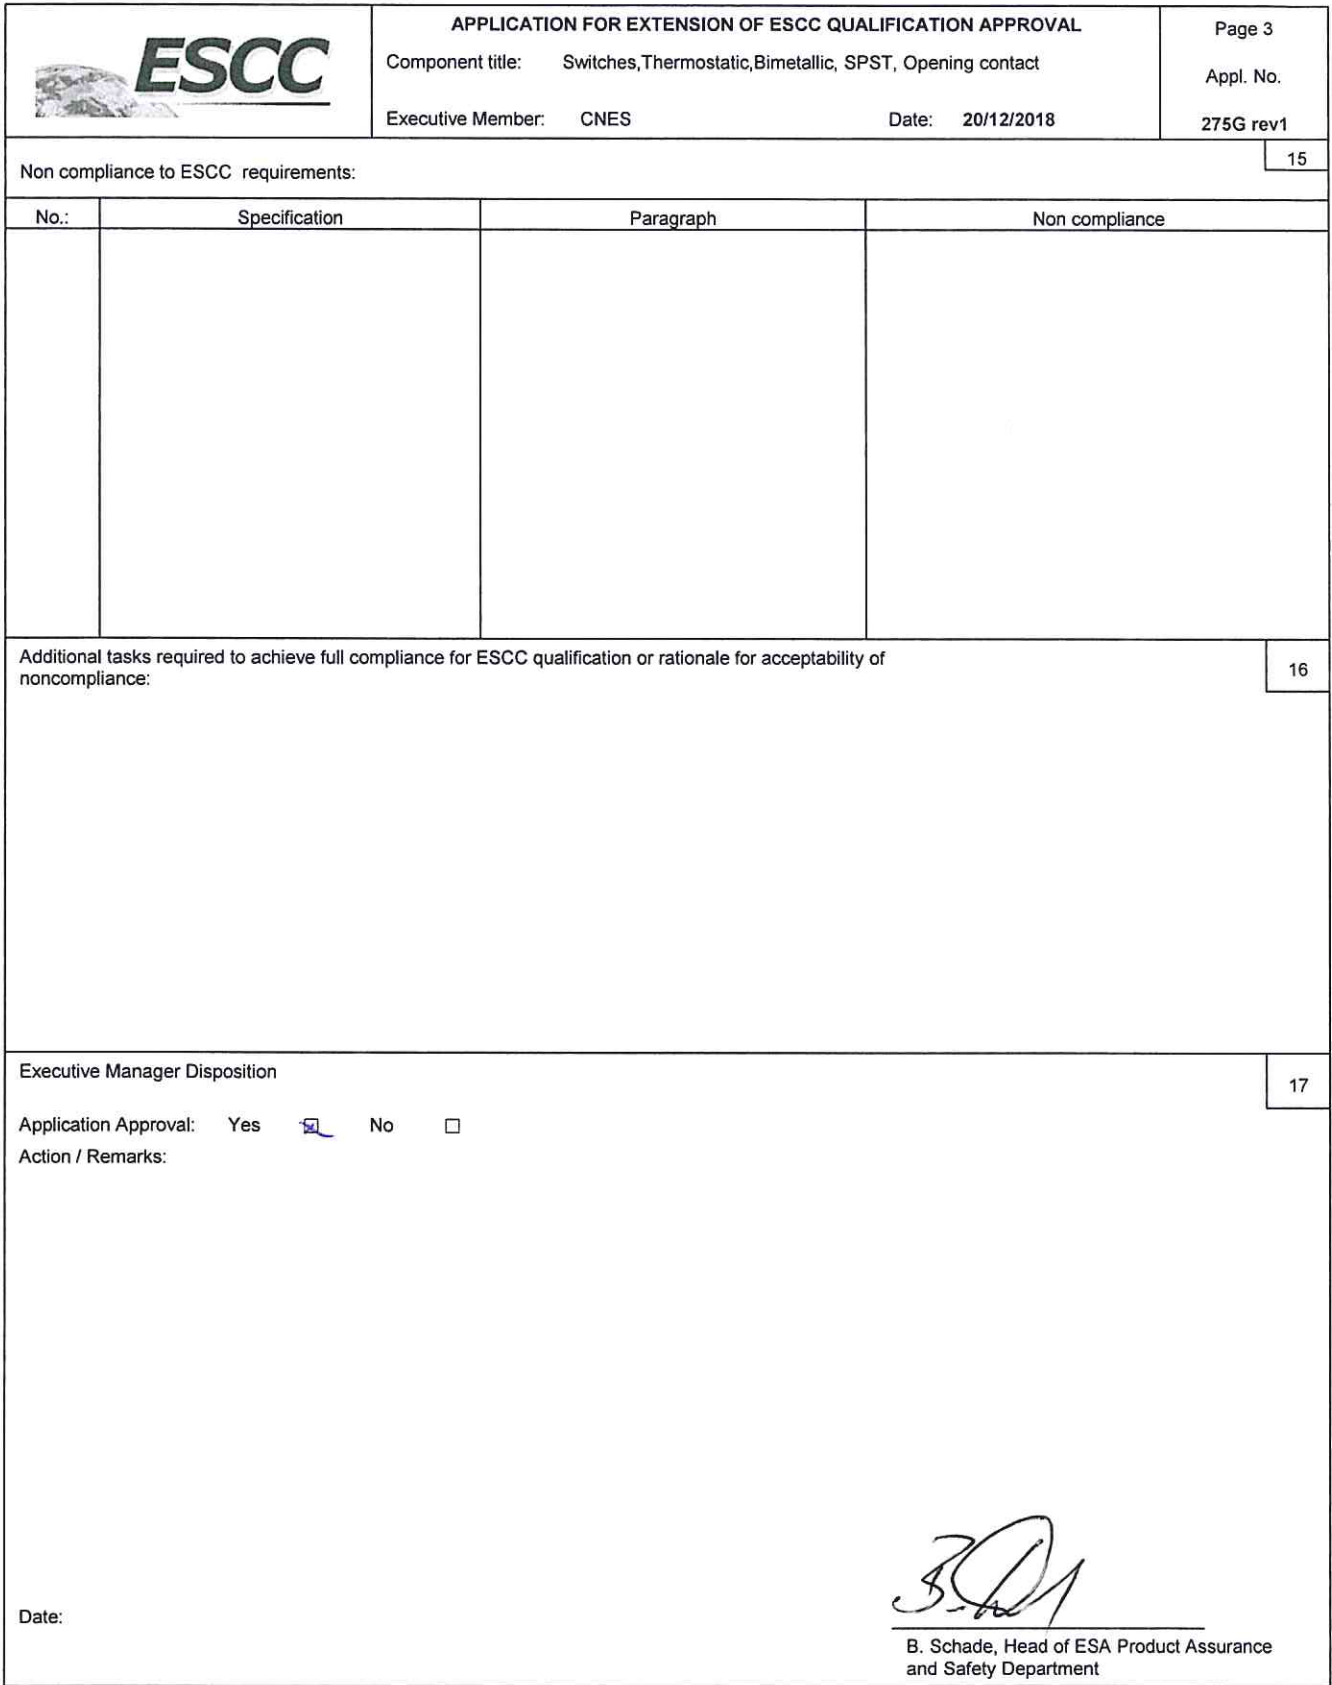 ESCC
APPLICATION FOR EXTENSION OF ESCC QUALIFICATION APPROVAL
Component title: Switches,Thermostatic,Bimetallic, SPST, Opening contact
Executive Member: CNES Date: 20/12/2018
Page 3
Appl. No.
275G rev1
Non compliance to ESCC requirements:
15
No.: Specification Paragraph Non compliance
Additional tasks required to achieve full compliance for ESCC qualification or rationale for acceptability of
noncompliance:
16
Executive Manager Disposition
17
Application Approval: Yes ☒ No ☐
Action / Remarks:
Date:
B. Schade, Head of ESA Product Assurance
and Safety Department